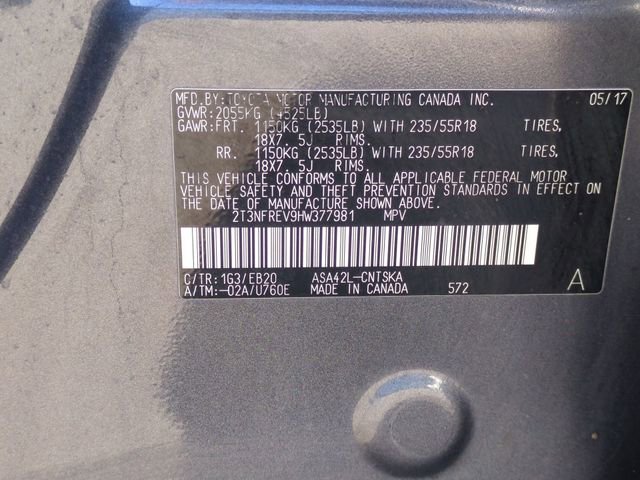 MFD.BY:TOYOTA MOTOR MANUFACTURING CANADA INC. 05/17
GVWR:2055KG (4525LB)
GAWR:FRT. 1150KG (2535LB) WITH 235/55R18 TIRES,
18X7.5J RIMS.
RR. 1150KG (2535LB) WITH 235/55R18 TIRES,
18X7.5J RIMS.
THIS VEHICLE CONFORMS TO ALL APPLICABLE FEDERAL MOTOR
VEHICLE SAFETY AND THEFT PREVENTION STANDARDS IN EFFECT ON
THE DATE OF MANUFACTURE SHOWN ABOVE.
2T3NFREV9HW377981 MPV
C/TR:1G3/EB20 ASA42L-CNTSKA A
A/TM:-02A/U760E MADE IN CANADA 572